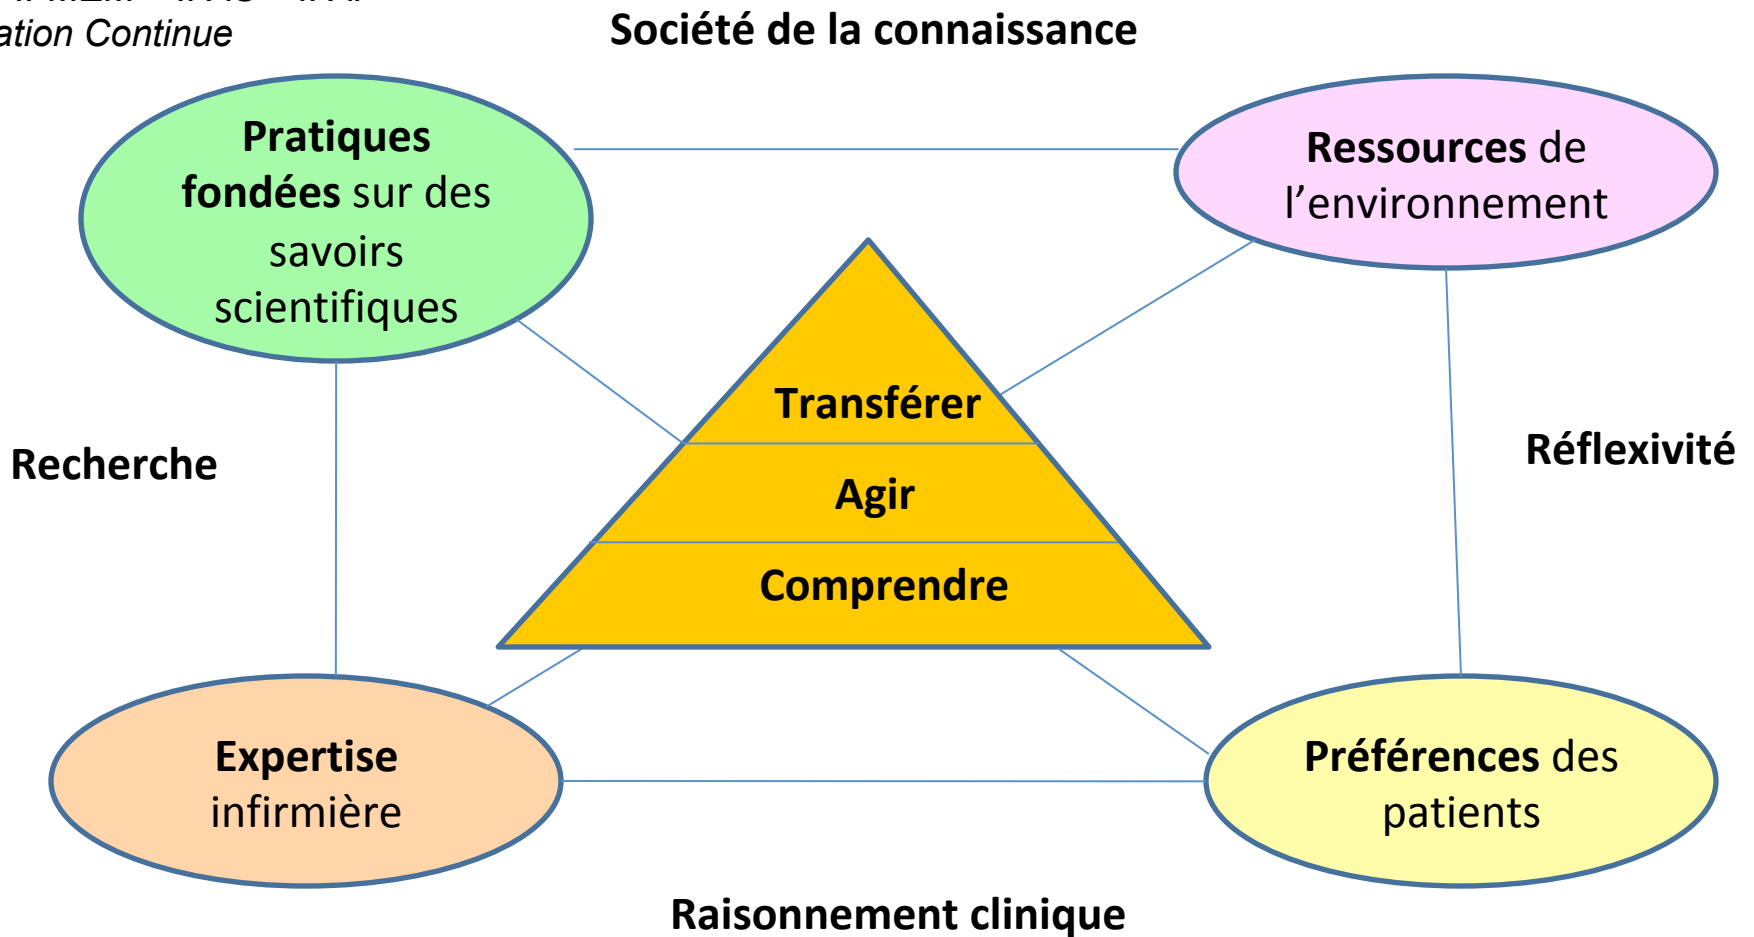 ation Continue
Société de la connaissance
Pratiques
fondées sur des
savoirs
scientifiques
Ressources de
l’environnement
Transférer
Recherche
Réflexivité
Agir
Comprendre
Expertise
infirmière
Préférences des
patients
Raisonnement clinique